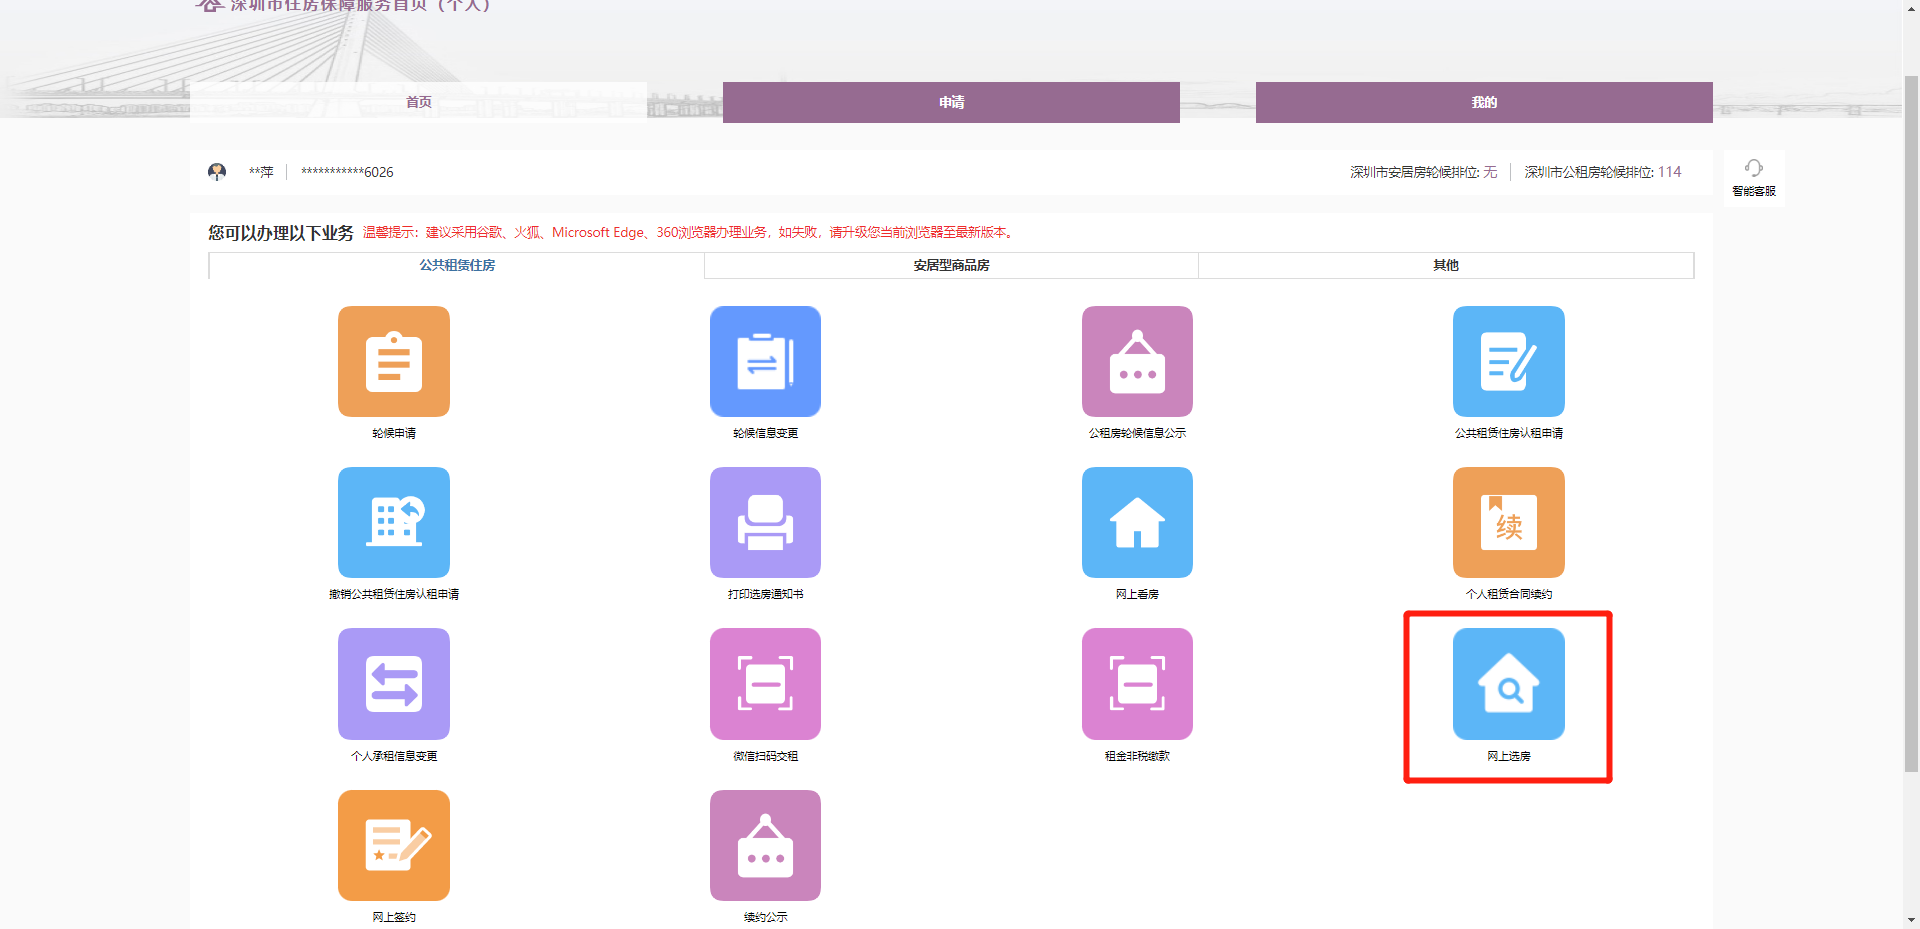 深圳市住房保障服务首页（个人）
首页
申请
我的
**萍
***********6026
深圳市安居房轮候排位: 无
深圳市公租房轮候排位: 114
智能客服
您可以办理以下业务 温馨提示：建议采用谷歌、火狐、Microsoft Edge、360浏览器办理业务，如失败，请升级您当前浏览器至最新版本。
公共租赁住房
安居型商品房
其他
轮候申请
轮候信息变更
公租房轮候信息公示
公共租赁住房认租申请
续
撤销公共租赁住房认租申请
打印选房通知书
网上看房
个人租赁合同续约
个人承租信息变更
微信扫码交租
租金非税缴款
网上选房
网上签约
续约公示